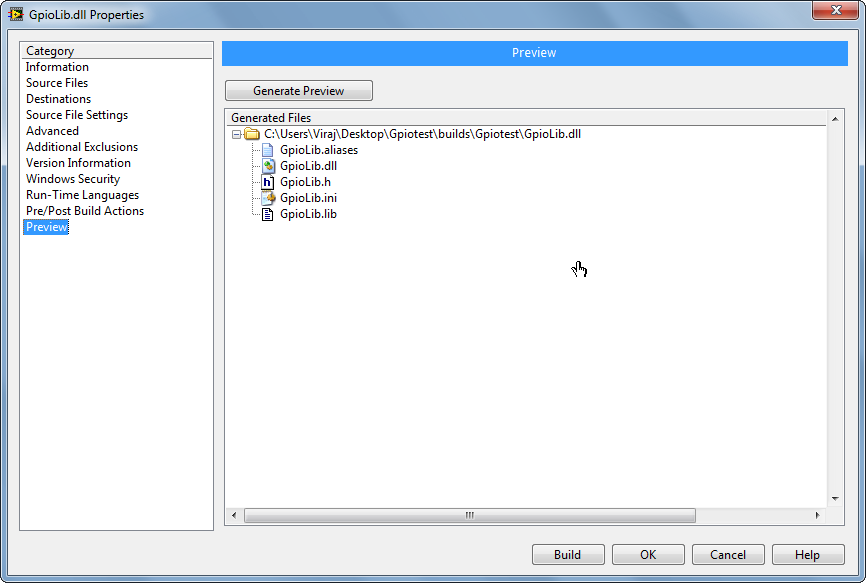 GpioLib.dll Properties
Category
Information
Source Files
Destinations
Source File Settings
Advanced
Additional Exclusions
Version Information
Windows Security
Run-Time Languages
Pre/Post Build Actions
Preview
Preview
Generate Preview
Generated Files
C:\Users\Viraj\Desktop\Gpiotest\builds\Gpiotest\GpioLib.dll
GpioLib.aliases
GpioLib.dll
GpioLib.h
GpioLib.ini
GpioLib.lib
Build OK Cancel Help